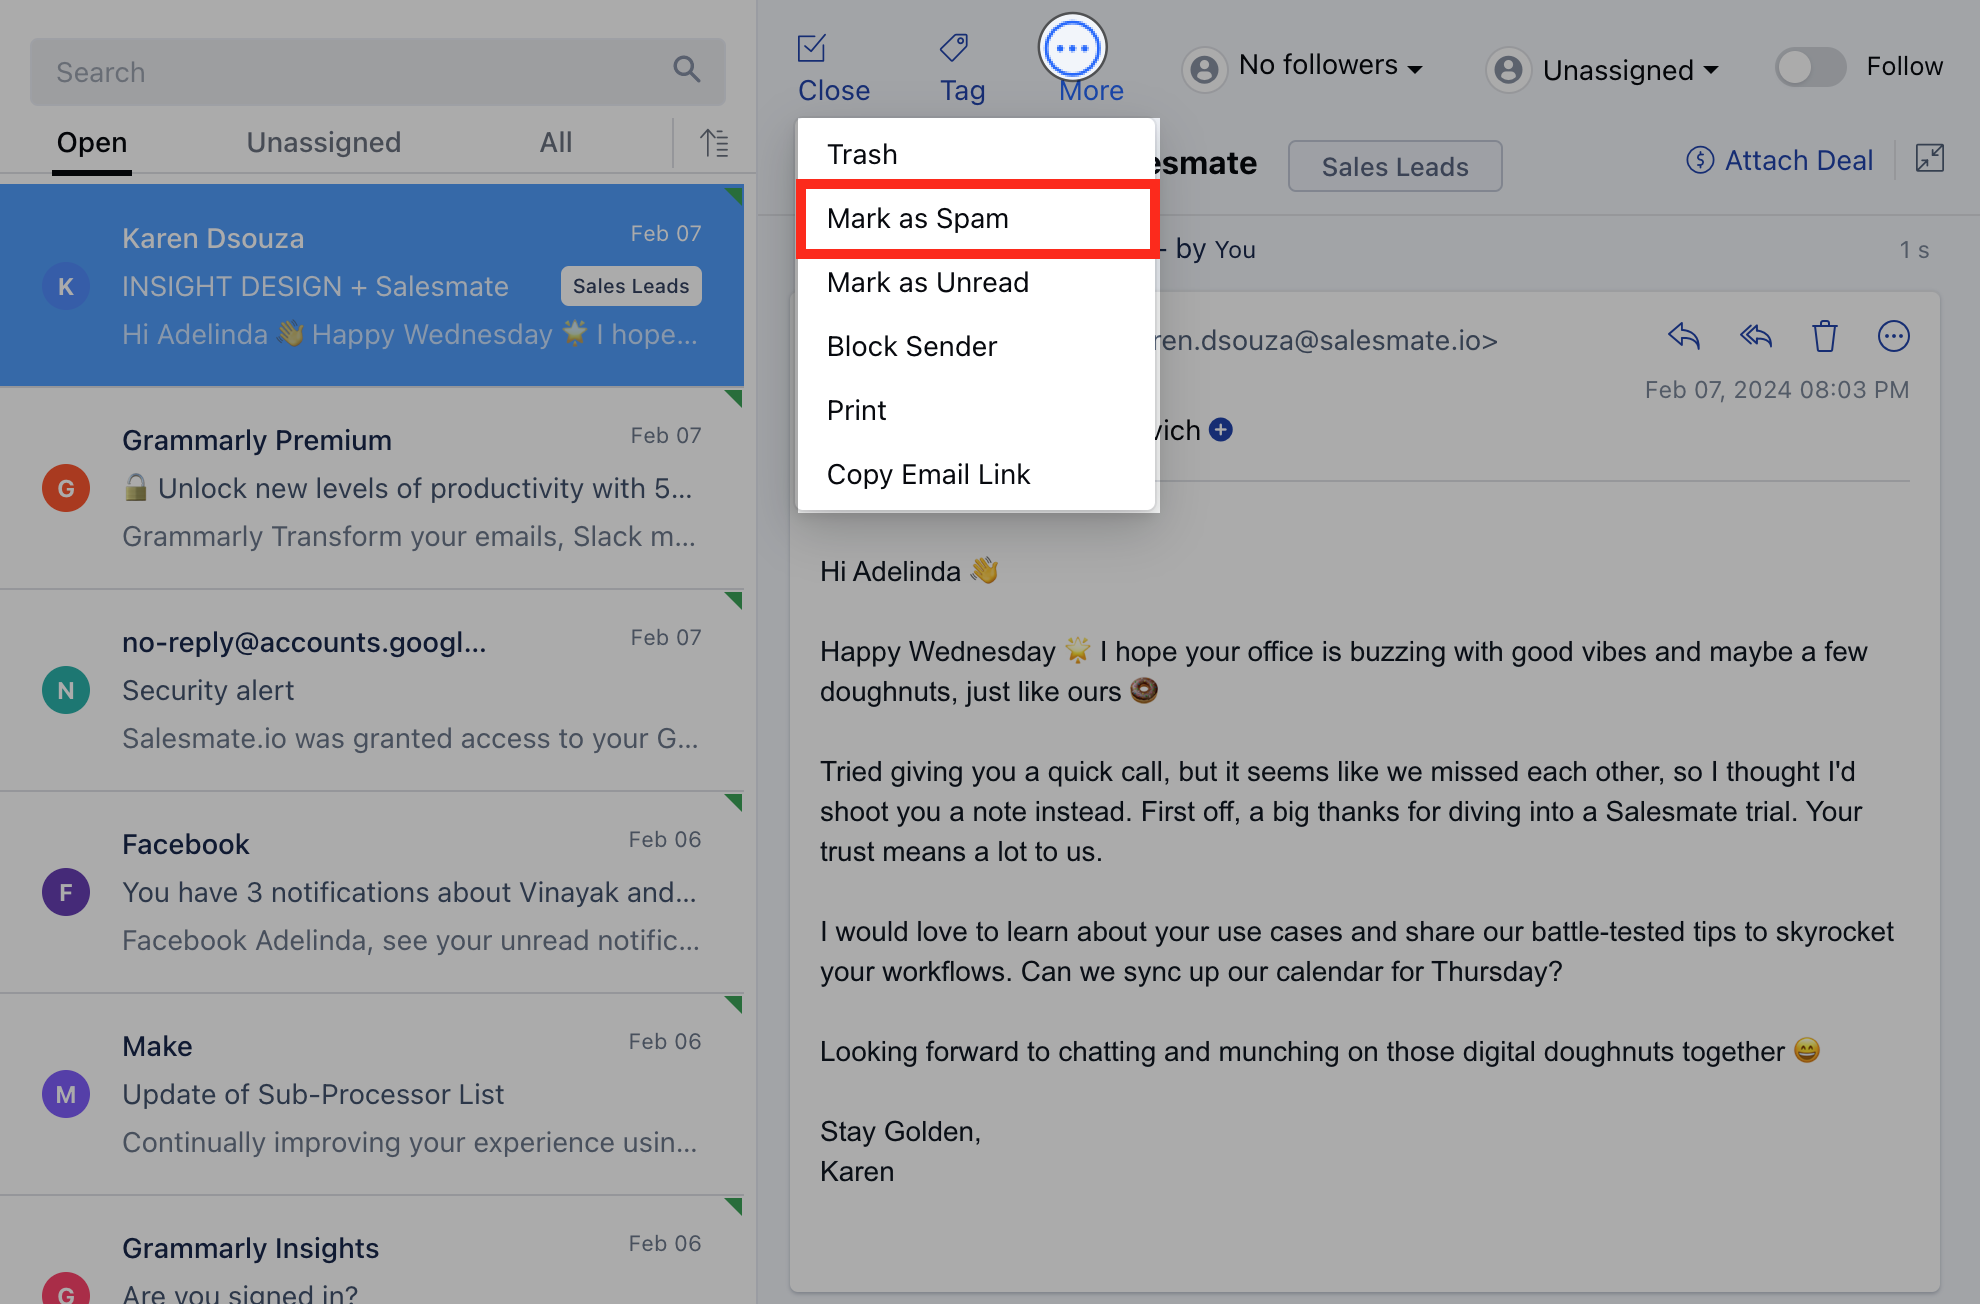 Search
Open
Unassigned
All
K
Karen Dsouza
Feb 07
INSIGHT DESIGN + Salesmate
Sales Leads
Hi Adelinda 👋 Happy Wednesday 🌟 I hope...
G
Grammarly Premium
Feb 07
🔒 Unlock new levels of productivity with 5...
Grammarly Transform your emails, Slack m...
N
no-reply@accounts.googl...
Feb 07
Security alert
Salesmate.io was granted access to your G...
F
Facebook
Feb 06
You have 3 notifications about Vinayak and...
Facebook Adelinda, see your unread notific...
M
Make
Feb 06
Update of Sub-Processor List
Continually improving your experience usin...
G
Grammarly Insights
Feb 06
Are you signed in?
Close
Tag
More
No followers
Unassigned
Follow
Trash
Mark as Spam
Mark as Unread
Block Sender
Print
Copy Email Link
esmate
Sales Leads
Attach Deal
- by You
1 s
ren.dsouza@salesmate.io>
Feb 07, 2024 08:03 PM
vich
Hi Adelinda 👋
Happy Wednesday 🌟 I hope your office is buzzing with good vibes and maybe a few
doughnuts, just like ours 🍩
Tried giving you a quick call, but it seems like we missed each other, so I thought I'd
shoot you a note instead. First off, a big thanks for diving into a Salesmate trial. Your
trust means a lot to us.
I would love to learn about your use cases and share our battle-tested tips to skyrocket
your workflows. Can we sync up our calendar for Thursday?
Looking forward to chatting and munching on those digital doughnuts together 😄
Stay Golden,
Karen